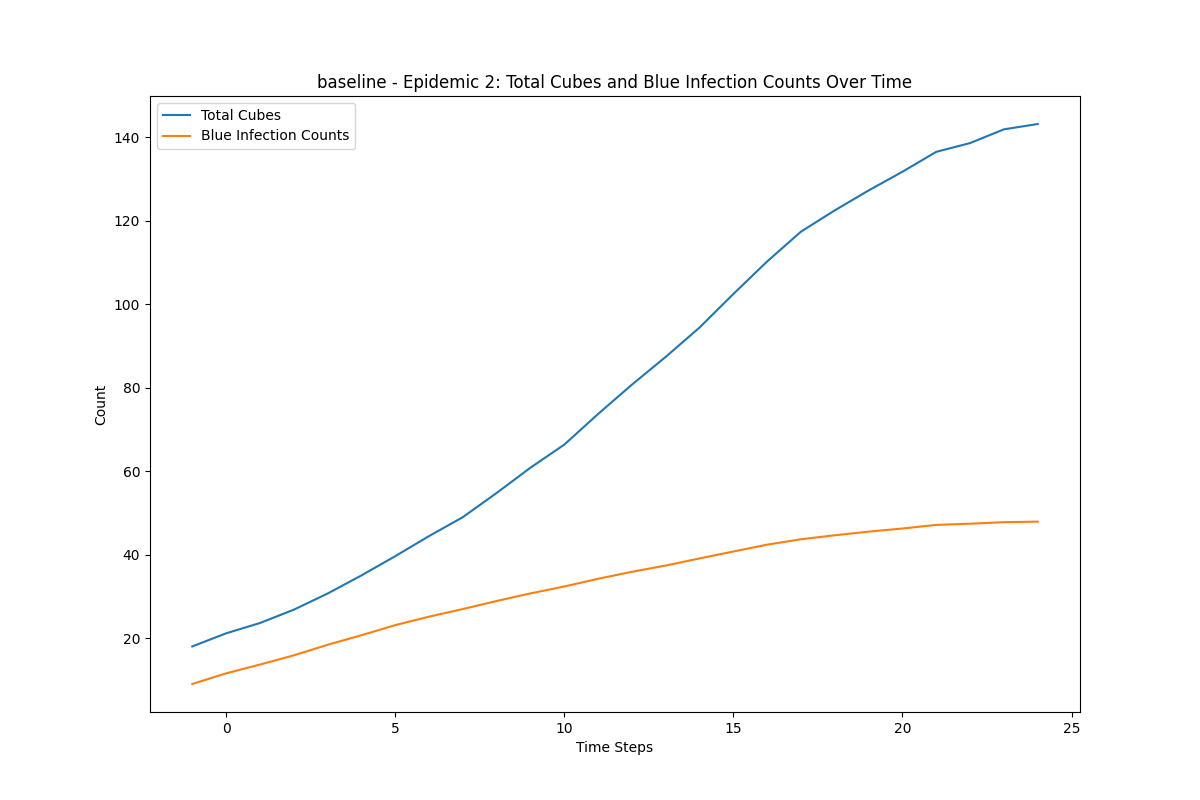 baseline - Epidemic 2: Total Cubes and Blue Infection Counts Over Time
Total Cubes
Blue Infection Counts
140
120
100
80
60
40
20
Count
0 5 10 15 20 25
Time Steps